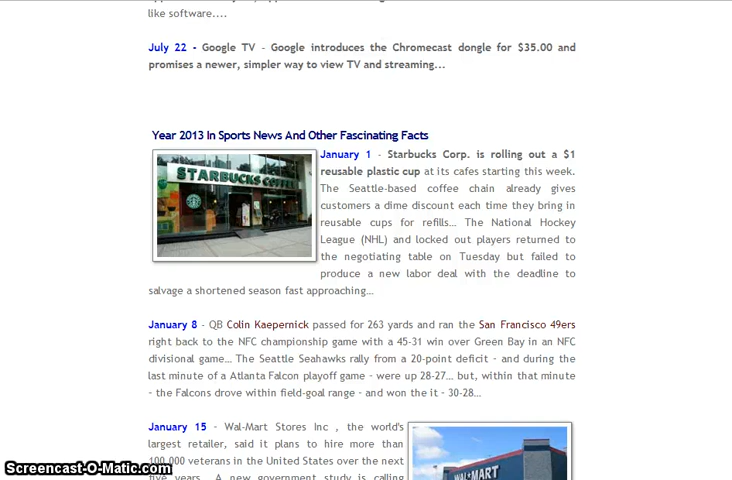 like software....
July 22 - Google TV - Google introduces the Chromecast dongle for $35.00 and
promises a newer, simpler way to view TV and streaming...
Year 2013 In Sports News And Other Fascinating Facts
STARBUCKS COFFEE
January 1 - Starbucks Corp. is rolling out a $1
reusable plastic cup at its cafes starting this week.
The Seattle-based coffee chain already gives
customers a dime discount each time they bring in
reusable cups for refills... The National Hockey
League (NHL) and locked out players returned to
the negotiating table on Tuesday but failed to
produce a new labor deal with the deadline to
salvage a shortened season fast approaching...
January 8 - QB Colin Kaepernick passed for 263 yards and ran the San Francisco 49ers
right back to the NFC championship game with a 45-31 win over Green Bay in an NFC
divisional game... The Seattle Seahawks rally from a 20-point deficit - and during the
last minute of a Atlanta Falcon playoff game - were up 28-27... but, within that minute
- the Falcons drove within field-goal range - and won the it - 30-28...
January 15 - Wal-Mart Stores Inc , the world's
largest retailer, said it plans to hire more than
100,000 veterans in the United States over the next
five years. A new government study is calling
WAL*MART
Screencast-O-Matic.com